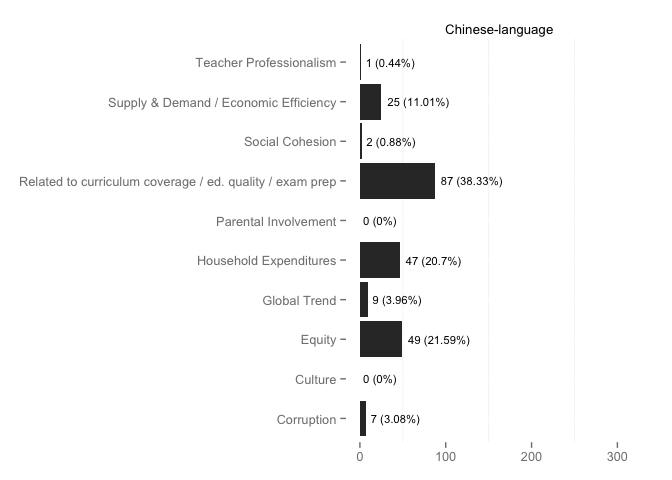 Chinese-language
Teacher Professionalism 1 (0.44%)
Supply & Demand / Economic Efficiency 25 (11.01%)
Social Cohesion 2 (0.88%)
Related to curriculum coverage / ed. quality / exam prep 87 (38.33%)
Parental Involvement 0 (0%)
Household Expenditures 47 (20.7%)
Global Trend 9 (3.96%)
Equity 49 (21.59%)
Culture 0 (0%)
Corruption 7 (3.08%)
0 100 200 300